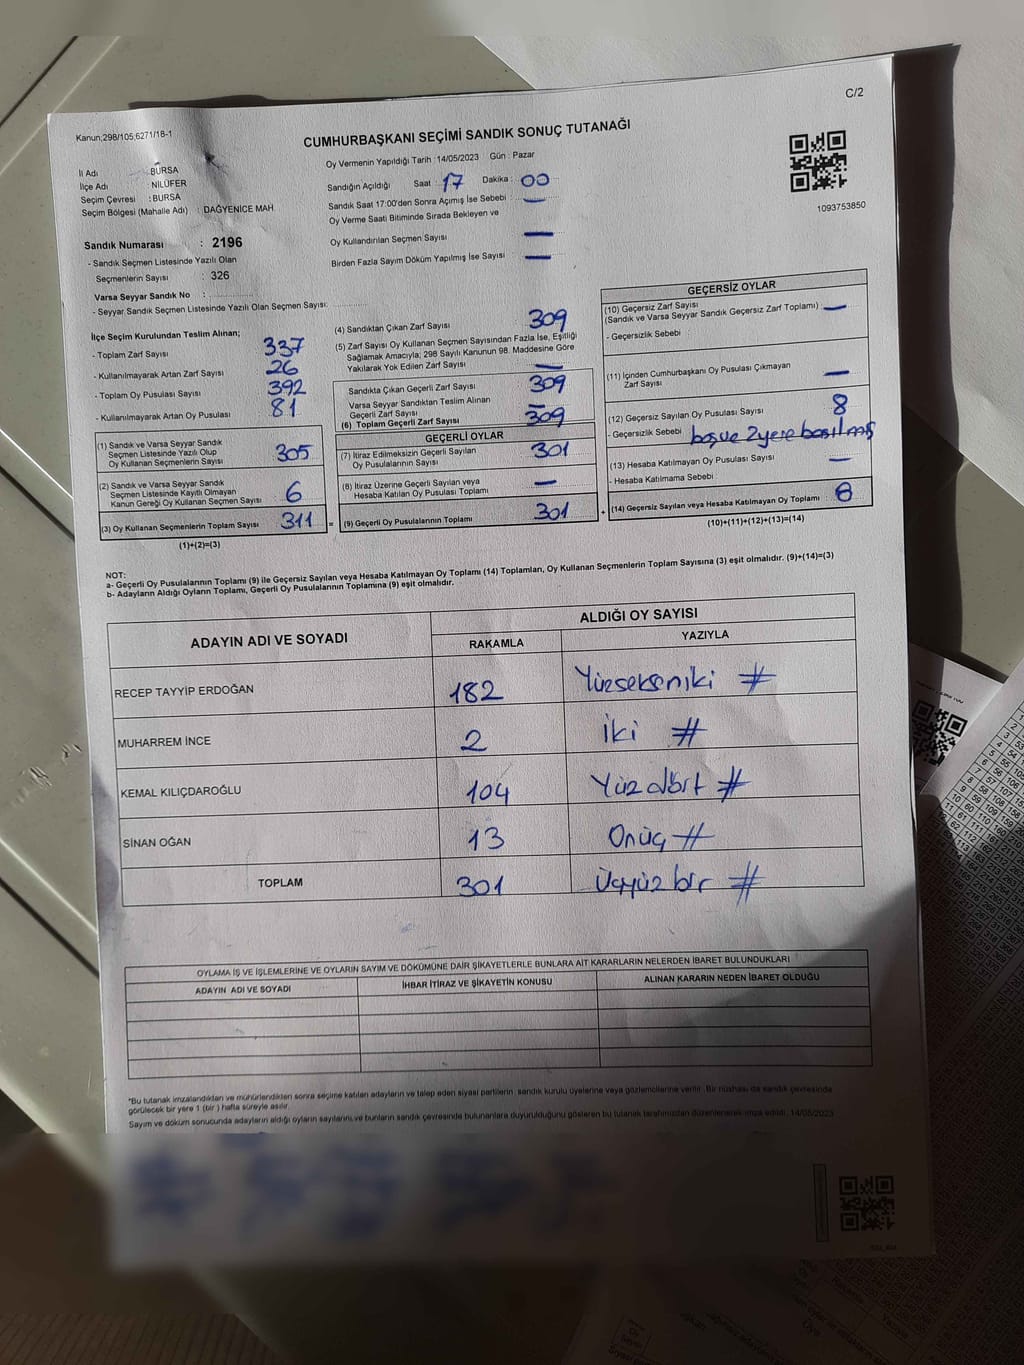 C/2
Kanun;298/105,6271/18-1
CUMHURBAŞKANI SEÇİMİ SANDIK SONUÇ TUTANAĞI
İl Adı : BURSA
İlçe Adı : NİLÜFER
Seçim Çevresi : BURSA
Seçim Bölgesi (Mahalle Adı) : DAĞYENİCE MAH.
Oy Vermenin Yapıldığı Tarih : 14/05/2023 Gün : Pazar
Sandığın Açıldığı Saat : 17 Dakika : 00
Sandık Saat 17:00'den Sonra Açımış İse Sebebi : —
Oy Verme Saati Bitiminde Sırada Bekleyen ve
Oy Kullandırılan Seçmen Sayısı —
Birden Fazla Sayım Döküm Yapılmış İse Sayısı —
1093753850
Sandık Numarası : 2196
- Sandık Seçmen Listesinde Yazılı Olan
Seçmenlerin Sayısı : 326
Varsa Seyyar Sandık No :
- Seyyar Sandık Seçmen Listesinde Yazılı Olan Seçmen Sayısı:
İlçe Seçim Kurulundan Teslim Alınan;
- Toplam Zarf Sayısı 337
- Kullanılmayarak Artan Zarf Sayısı 26
- Toplam Oy Pusulası Sayısı 392
- Kullanılmayarak Artan Oy Pusulası 81
(1) Sandık ve Varsa Seyyar Sandık
Seçmen Listesinde Yazılı Olup
Oy Kullanan Seçmenlerin Sayısı 305
(2) Sandık ve Varsa Seyyar Sandık
Seçmen Listesinde Kayıtlı Olmayan
Kanun Gereği Oy Kullanan Seçmen Sayısı 6
(3) Oy Kullanan Seçmenlerin Toplam Sayısı 311
(1)+(2)=(3)
(4) Sandıktan Çıkan Zarf Sayısı 309
(5) Zarf Sayısı Oy Kullanan Seçmen Sayısından Fazla İse, Eşitliği
Sağlamak Amacıyla; 298 Sayılı Kanunun 98. Maddesine Göre
Yakılarak Yok Edilen Zarf Sayısı —
Sandıkta Çıkan Geçerli Zarf Sayısı 309
Varsa Seyyar Sandıktan Teslim Alınan
Geçerli Zarf Sayısı —
(6) Toplam Geçerli Zarf Sayısı 309
GEÇERLİ OYLAR
(7) İtiraz Edilmeksizin Geçerli Sayılan
Oy Pusulalarının Sayısı 301
(8) İtiraz Üzerine Geçerli Sayılan veya
Hesaba Katılan Oy Pusulası Toplamı —
= (9) Geçerli Oy Pusulalarının Toplamı 301
GEÇERSİZ OYLAR
(10) Geçersiz Zarf Sayısı
(Sandık ve Varsa Seyyar Sandık Geçersiz Zarf Toplamı) —
- Geçersizlik Sebebi :
(11) İçinden Cumhurbaşkanı Oy Pusulası Çıkmayan
Zarf Sayısı —
(12) Geçersiz Sayılan Oy Pusulası Sayısı 8
- Geçersizlik Sebebi boş ve 2 yere basılmış
(13) Hesaba Katılmayan Oy Pusulası Sayısı —
- Hesaba Katılmama Sebebi
+ (14) Geçersiz Sayılan veya Hesaba Katılmayan Oy Toplamı 8
(10)+(11)+(12)+(13)=(14)
NOT:
a- Geçerli Oy Pusulalarının Toplamı (9) ile Geçersiz Sayılan veya Hesaba Katılmayan Oy Toplamı (14) Toplamları, Oy Kullanan Seçmenlerin Toplam Sayısına (3) eşit olmalıdır. (9)+(14)=(3)
b- Adayların Aldığı Oyların Toplamı, Geçerli Oy Pusulalarının Toplamına (9) eşit olmalıdır.
ADAYIN ADI VE SOYADI
ALDIĞI OY SAYISI
RAKAMLA YAZIYLA
RECEP TAYYİP ERDOĞAN 182 Yüzsekseniki #
MUHARREM İNCE 2 İki #
KEMAL KILIÇDAROĞLU 104 Yüzdört #
SİNAN OĞAN 13 Onüç #
TOPLAM 301 Üçyüzbir #
OYLAMA İŞ VE İŞLEMLERİNE VE OYLARIN SAYIM VE DÖKÜMÜNE DAİR ŞİKAYETLERLE BUNLARA AİT KARARLARIN NELERDEN İBARET BULUNDUKLARI
ADAYIN ADI VE SOYADI İHBAR İTİRAZ VE ŞİKAYETİN KONUSU ALINAN KARARIN NEDEN İBARET OLDUĞU
*Bu tutanak imzalandıktan ve mühürlendikten sonra seçime katılan adayların ve talep eden siyasi partilerin, sandık kurulu üyelerine veya gözlemcilerine verilir. Bir nüshası da sandık çevresinde
görülecek bir yere 1 (bir ) hafta süreyle asılır.
Sayım ve döküm sonucunda adayların aldığı oyların sayılarını ve bunların sandık çevresinde bulunanlara duyurulduğunu gösteren bu tutanak tarafımızdan düzenlenerek imza edildi. 14/05/2023